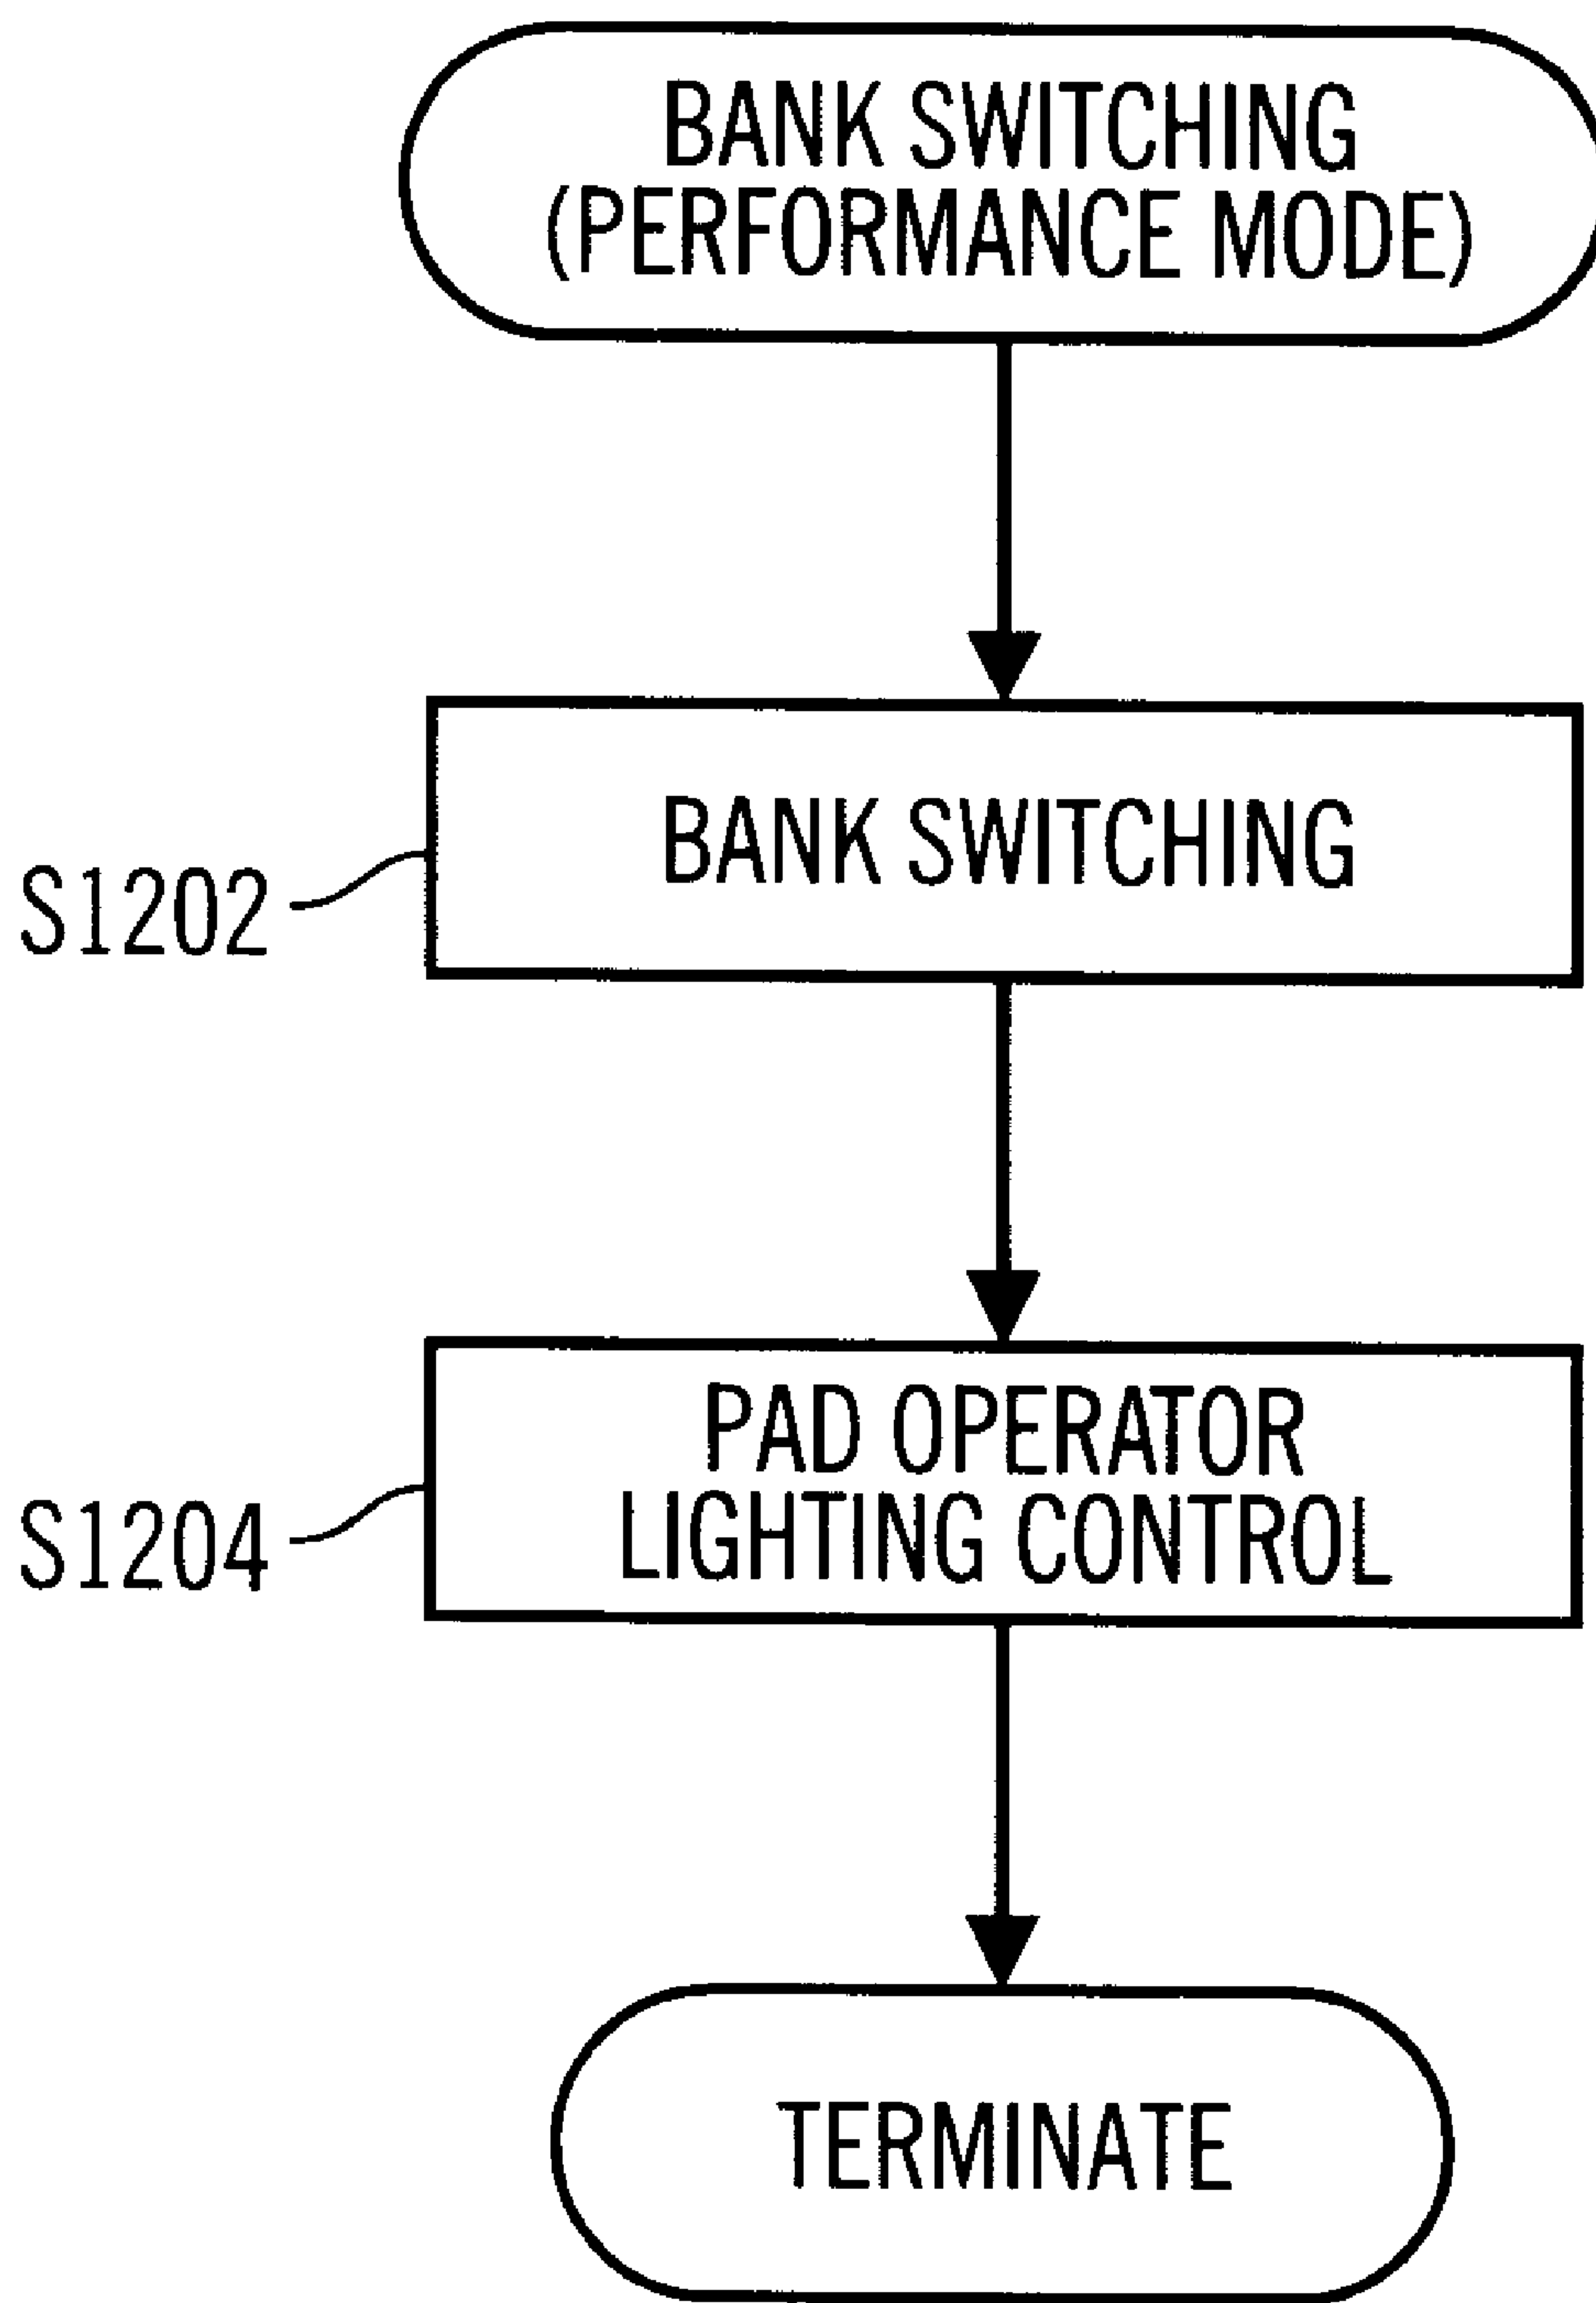 BANK SWITCHING
(PERFORMANCE MODE)
S1202
BANK SWITCHING
S1204
PAD OPERATOR
LIGHTING CONTROL
TERMINATE